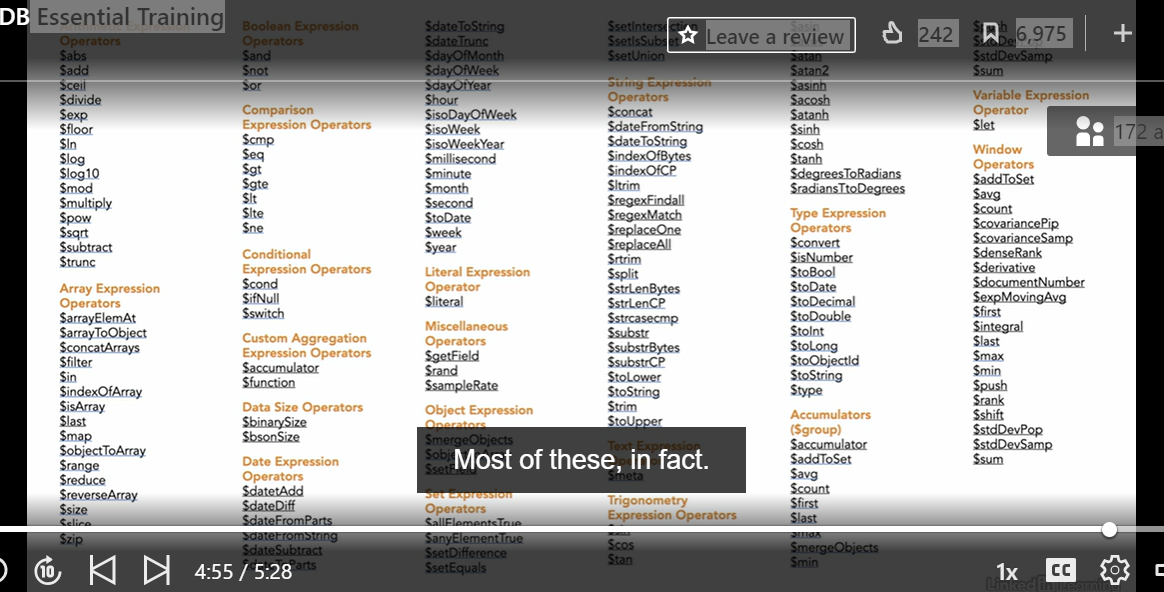 DB Essential Training
Leave a review
242
6,975
172 a
Operators
$abs
$add
$ceil
$divide
$exp
$floor
$ln
$log
$log10
$mod
$multiply
$pow
$sqrt
$subtract
$trunc
Array Expression
Operators
$arrayElemAt
$arrayToObject
$concatArrays
$filter
$in
$indexOfArray
$isArray
$last
$map
$objectToArray
$range
$reduce
$reverseArray
$size
$slice
$zip
Boolean Expression
Operators
$and
$not
$or
Comparison
Expression Operators
$cmp
$eq
$gt
$gte
$lt
$lte
$ne
Conditional
Expression Operators
$cond
$ifNull
$switch
Custom Aggregation
Expression Operators
$accumulator
$function
Data Size Operators
$binarySize
$bsonSize
Date Expression
Operators
$datetAdd
$dateDiff
$dateFromParts
$dateFromString
$dateSubtract
$dateToParts
$dateToString
$dateTrunc
$dayOfMonth
$dayOfWeek
$dayOfYear
$hour
$isoDayOfWeek
$isoWeek
$isoWeekYear
$millisecond
$minute
$month
$second
$toDate
$week
$year
Literal Expression
Operator
$literal
Miscellaneous
Operators
$getField
$rand
$sampleRate
Object Expression
Operators
$mergeObjects
$setField
Set Expression
Operators
$allElementsTrue
$anyElementTrue
$setDifference
$setEquals
$setIntersection
$setIsSubset
$setUnion
String Expression
Operators
$concat
$dateFromString
$dateToString
$indexOfBytes
$indexOfCP
$ltrim
$regexFindall
$regexMatch
$replaceOne
$replaceAll
$rtrim
$split
$strLenBytes
$strLenCP
$strcasecmp
$substr
$substrBytes
$substrCP
$toLower
$toString
$trim
$toUpper
Text Expression
$meta
Trigonometry
Expression Operators
$sin
$cos
$tan
$asin
$atan
$atan2
$asinh
$acosh
$atanh
$sinh
$cosh
$tanh
$degreesToRadians
$radiansTtoDegrees
Type Expression
Operators
$convert
$isNumber
$toBool
$toDate
$toDecimal
$toDouble
$toInt
$toLong
$toObjectId
$toString
$type
Accumulators
($group)
$accumulator
$addToSet
$avg
$count
$first
$last
$max
$mergeObjects
$min
$push
$stdDevPop
$stdDevSamp
$sum
Variable Expression
Operator
$let
Window
Operators
$addToSet
$avg
$count
$covariancePip
$covarianceSamp
$denseRank
$derivative
$documentNumber
$expMovingAvg
$first
$integral
$last
$max
$min
$push
$rank
$shift
$stdDevPop
$stdDevSamp
$sum
Most of these, in fact.
10
4:55 / 5:28
1x
CC
LinkedIn Learning